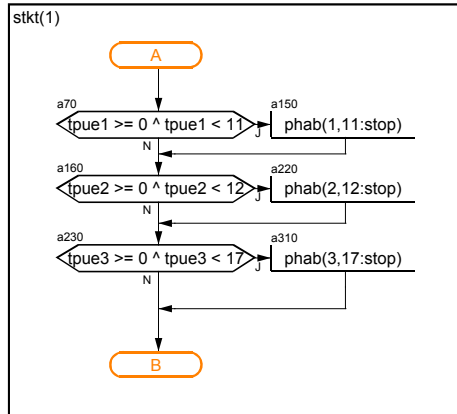 stkt(1)
A
a70
tpue1 >= 0 ^ tpue1 < 11
J
a150
phab(1,11:stop)
N
a160
tpue2 >= 0 ^ tpue2 < 12
J
a220
phab(2,12:stop)
N
a230
tpue3 >= 0 ^ tpue3 < 17
J
a310
phab(3,17:stop)
N
B